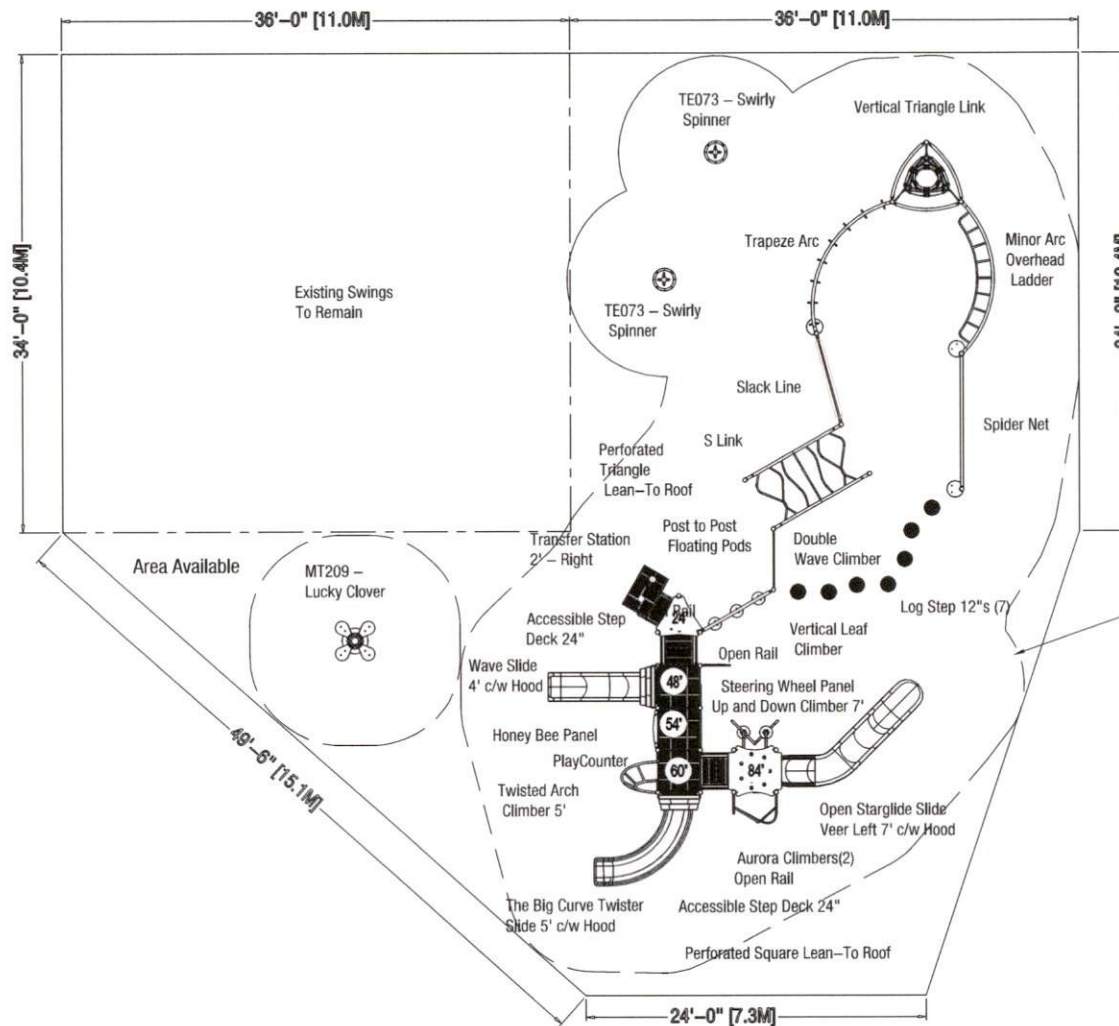 36'-0" [11.0M]
36'-0" [11.0M]
TE073 – Swirly
Spinner
Vertical Triangle Link
34'-0" [10.4M]
Trapeze Arc
Minor Arc
Overhead
Ladder
Existing Swings
To Remain
TE073 – Swirly
Spinner
Slack Line
S Link
Spider Net
Perforated
Triangle
Lean–To Roof
Transfer Station
2' – Right
Post to Post
Floating Pods
Double
Wave Climber
Area Available
MT209 –
Lucky Clover
Log Step 12"s (7)
Accessible Step
Deck 24"
Rail
24"
Vertical Leaf
Climber
Open Rail
Wave Slide
4' c/w Hood
48"
Steering Wheel Panel
Up and Down Climber 7'
54"
Honey Bee Panel
PlayCounter
60"
84"
49'-6" [15.1M]
Twisted Arch
Climber 5'
Open Starglide Slide
Veer Left 7' c/w Hood
Aurora Climbers(2)
Open Rail
The Big Curve Twister
Slide 5' c/w Hood
Accessible Step Deck 24"
Perforated Square Lean–To Roof
24'-0" [7.3M]